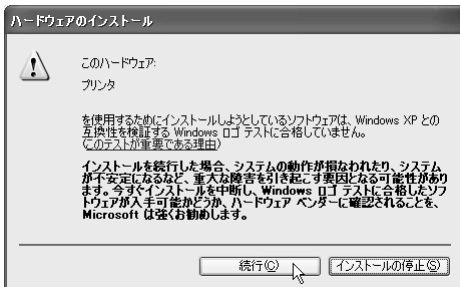 ハードウェアのインストール
このハードウェア:
プリンタ
を使用するためにインストールしようとしているソフトウェアは、Windows XP との
互換性を検証する Windows ロゴ テストに合格していません。
(このテストが重要である理由)
インストールを続行した場合、システムの動作が損なわれたり、システム
が不安定になるなど、重大な障害を引き起こす要因となる可能性があり
ます。今すぐインストールを中断し、Windows ロゴ テストに合格したソフ
トウェアが入手可能かどうか、ハードウェア ベンダーに確認されることを、
Microsoft は強くお勧めします。
続行(C)
インストールの停止(S)